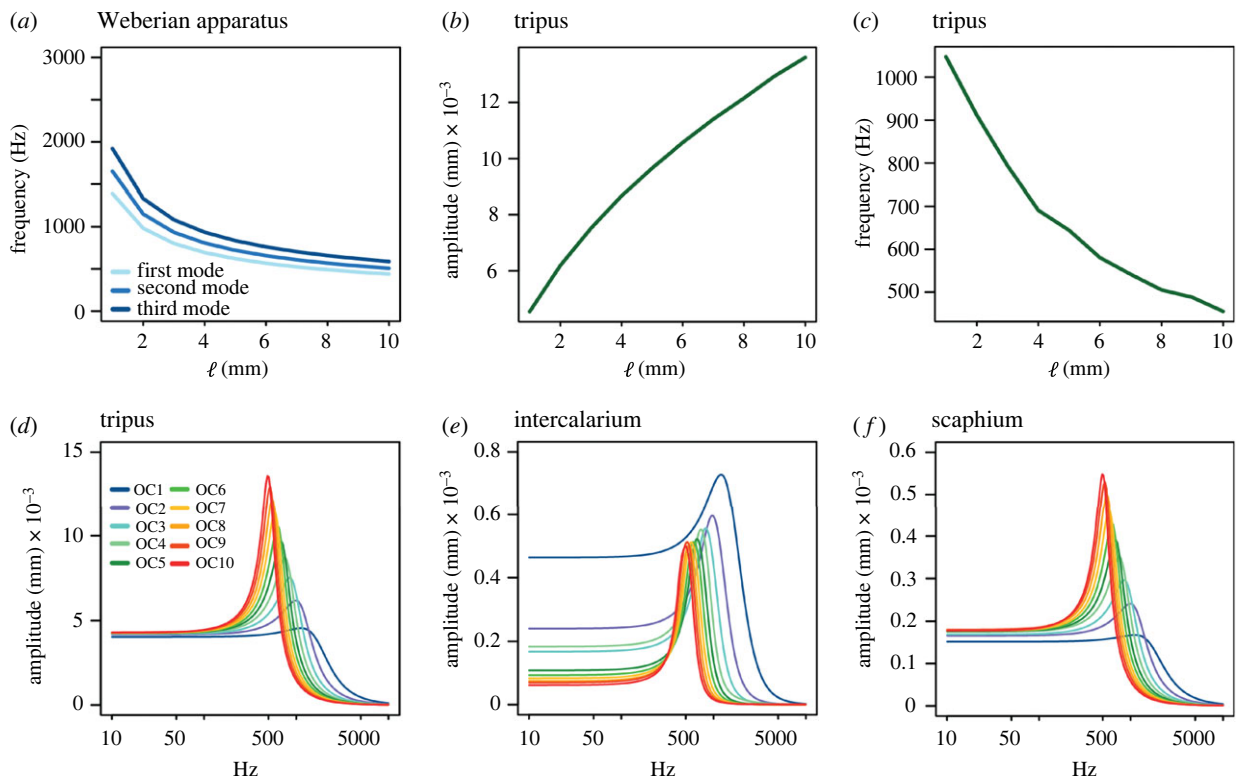 (a) Weberian apparatus
frequency (Hz)
3000
2000
1000
0
first mode
second mode
third mode
2 4 6 8 10
ℓ (mm)
(b) tripus
amplitude (mm) × 10⁻³
12
10
8
6
2 4 6 8 10
ℓ (mm)
(c) tripus
frequency (Hz)
1000
900
800
700
600
500
2 4 6 8 10
ℓ (mm)
(d) tripus
amplitude (mm) × 10⁻³
15
10
5
0
OC1 OC6
OC2 OC7
OC3 OC8
OC4 OC9
OC5 OC10
10 50 500 5000
Hz
(e) intercalarium
amplitude (mm) × 10⁻³
0.8
0.6
0.4
0.2
0
10 50 500 5000
Hz
(f) scaphium
amplitude (mm) × 10⁻³
0.6
0.5
0.4
0.3
0.2
0.1
0
10 50 500 5000
Hz